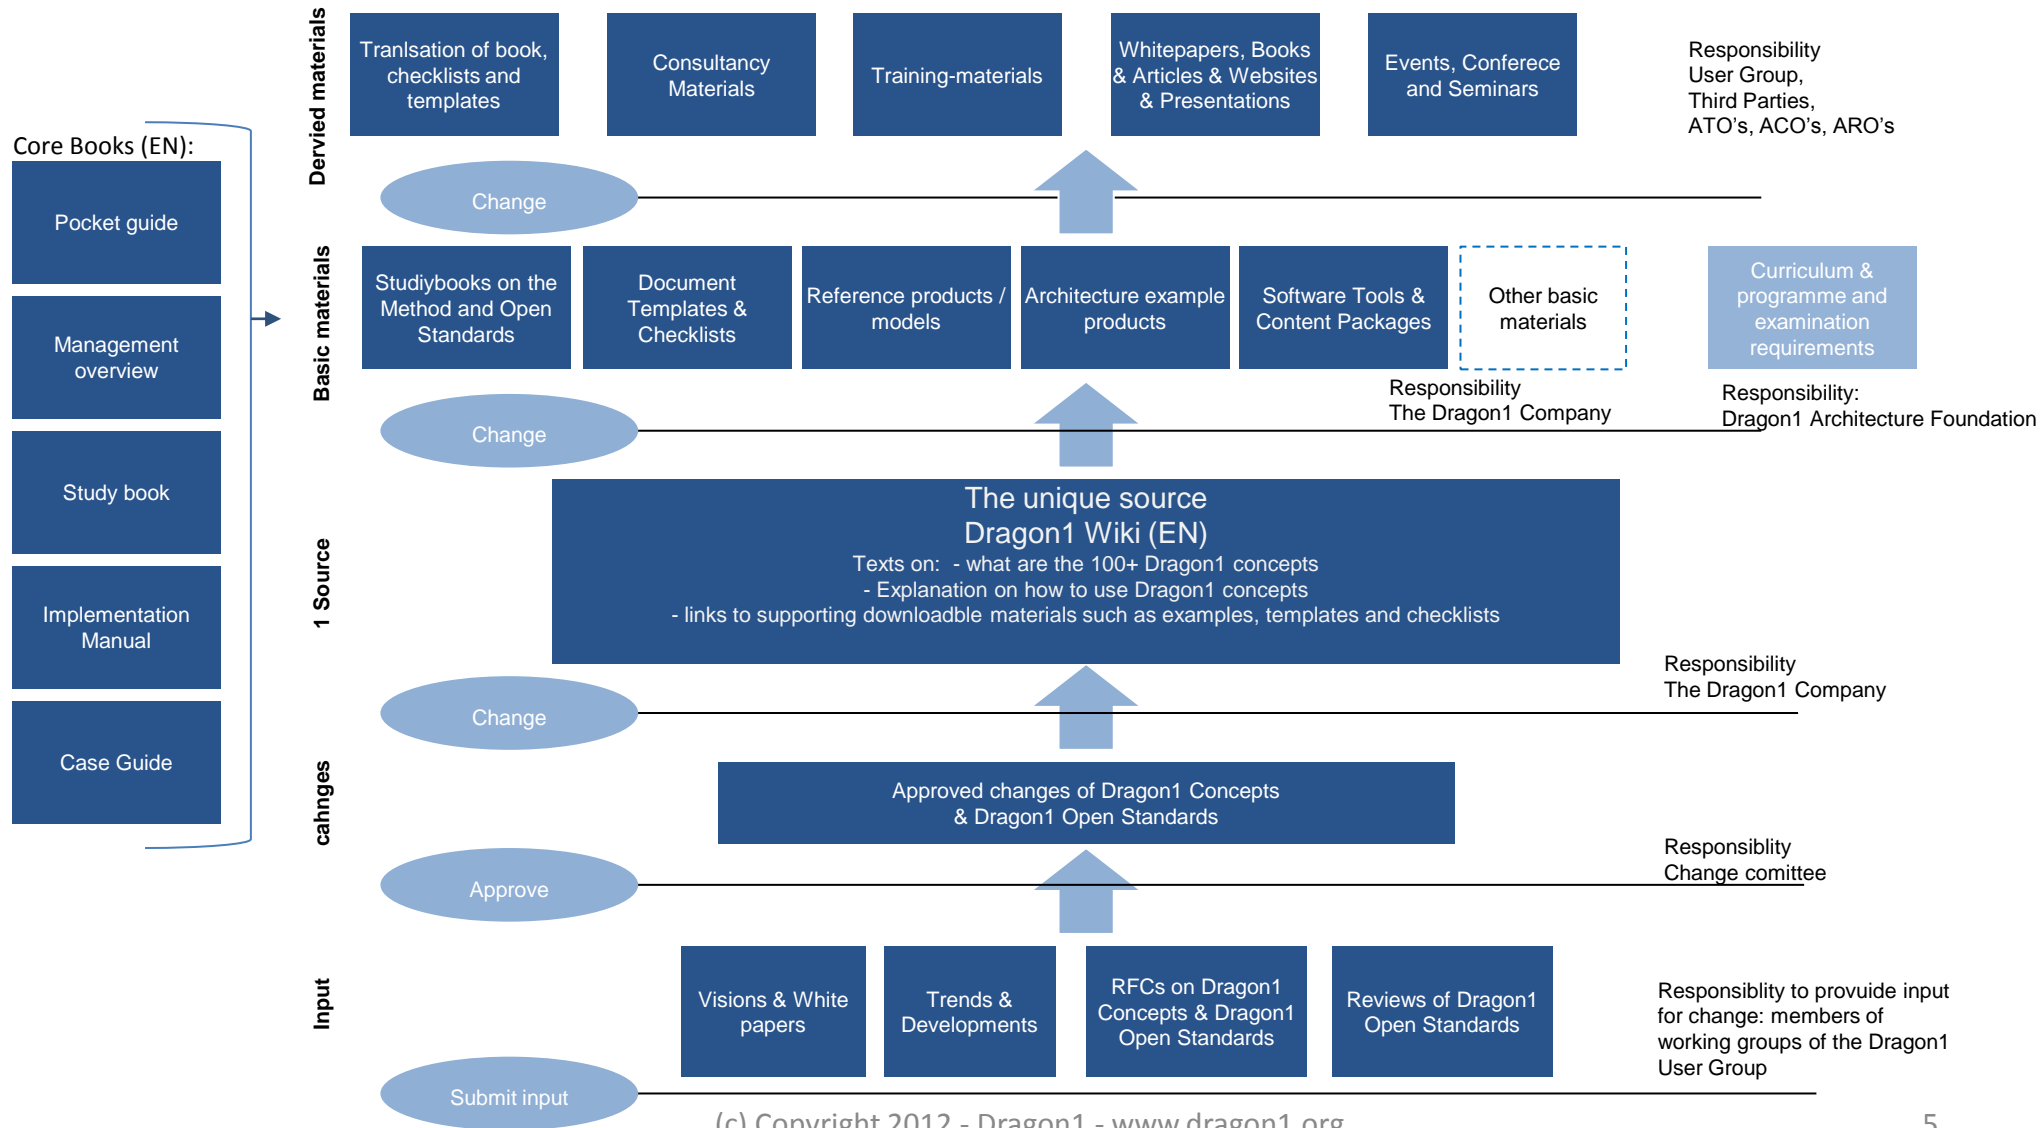 Core Books (EN):
Pocket guide
Management
overview
Study book
Implementation
Manual
Case Guide
Dervied materials
Tranlsation of book,
checklists and
templates
Consultancy
Materials
Training-materials
Whitepapers, Books
& Articles & Websites
& Presentations
Events, Conferece
and Seminars
Responsibility
User Group,
Third Parties,
ATO's, ACO's, ARO's
Change
Basic materials
Studiybooks on the
Method and Open
Standards
Document
Templates &
Checklists
Reference products /
models
Architecture example
products
Software Tools &
Content Packages
Other basic
materials
Curriculum &
programme and
examination
requirements
Responsibility
The Dragon1 Company
Responsibility:
Dragon1 Architecture Foundation
Change
1 Source
The unique source
Dragon1 Wiki (EN)
Texts on:  - what are the 100+ Dragon1 concepts
- Explanation on how to use Dragon1 concepts
- links to supporting downloadble materials such as examples, templates and checklists
Responsibility
The Dragon1 Company
Change
cahnges
Approved changes of Dragon1 Concepts
& Dragon1 Open Standards
Responsiblity
Change comittee
Approve
Input
Visions & White
papers
Trends &
Developments
RFCs on Dragon1
Concepts & Dragon1
Open Standards
Reviews of Dragon1
Open Standards
Responsiblity to provuide input
for change: members of
working groups of the Dragon1
User Group
Submit input
(c) Copyright 2012 - Dragon1 - www.dragon1.org
5